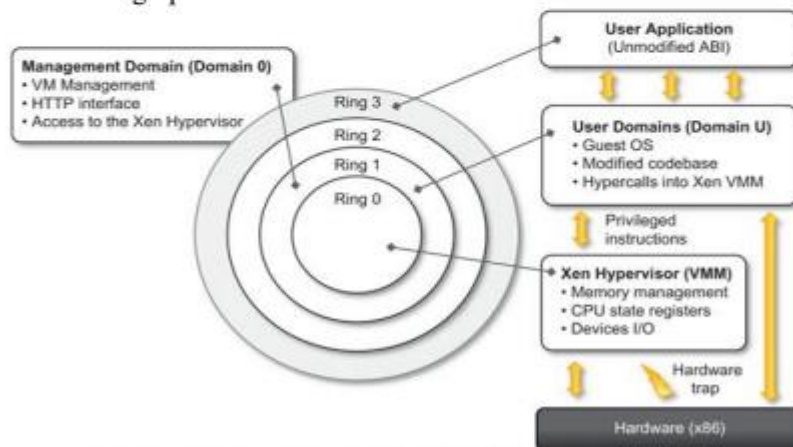 User Application
(Unmodified ABI)
Management Domain (Domain 0)
• VM Management
• HTTP interface
• Access to the Xen Hypervisor
Ring 3
Ring 2
Ring 1
Ring 0
User Domains (Domain U)
• Guest OS
• Modified codebase
• Hypercalls into Xen VMM
Privileged
instructions
Xen Hypervisor (VMM)
• Memory management
• CPU state registers
• Devices I/O
Hardware
trap
Hardware (x86)